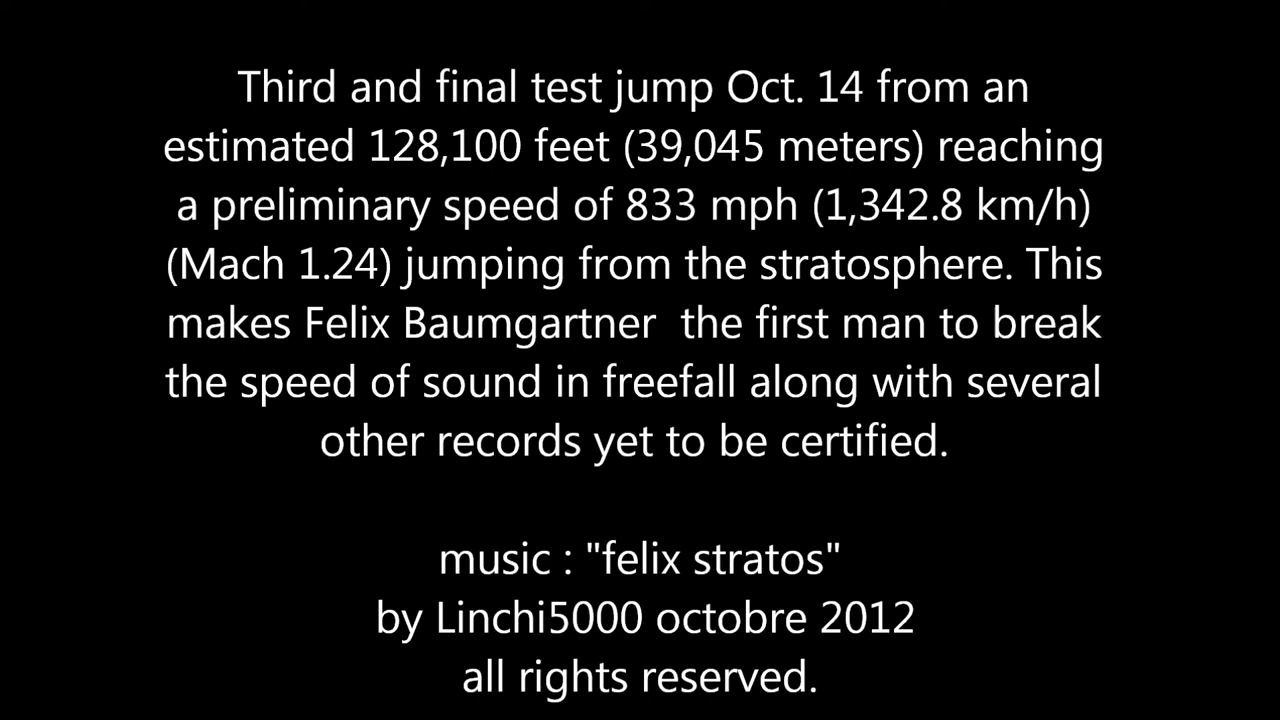 Third and final test jump Oct. 14 from an
estimated 128,100 feet (39,045 meters) reaching
a preliminary speed of 833 mph (1,342.8 km/h)
(Mach 1.24) jumping from the stratosphere. This
makes Felix Baumgartner  the first man to break
the speed of sound in freefall along with several
other records yet to be certified.
music : "felix stratos"
by Linchi5000 octobre 2012
all rights reserved.